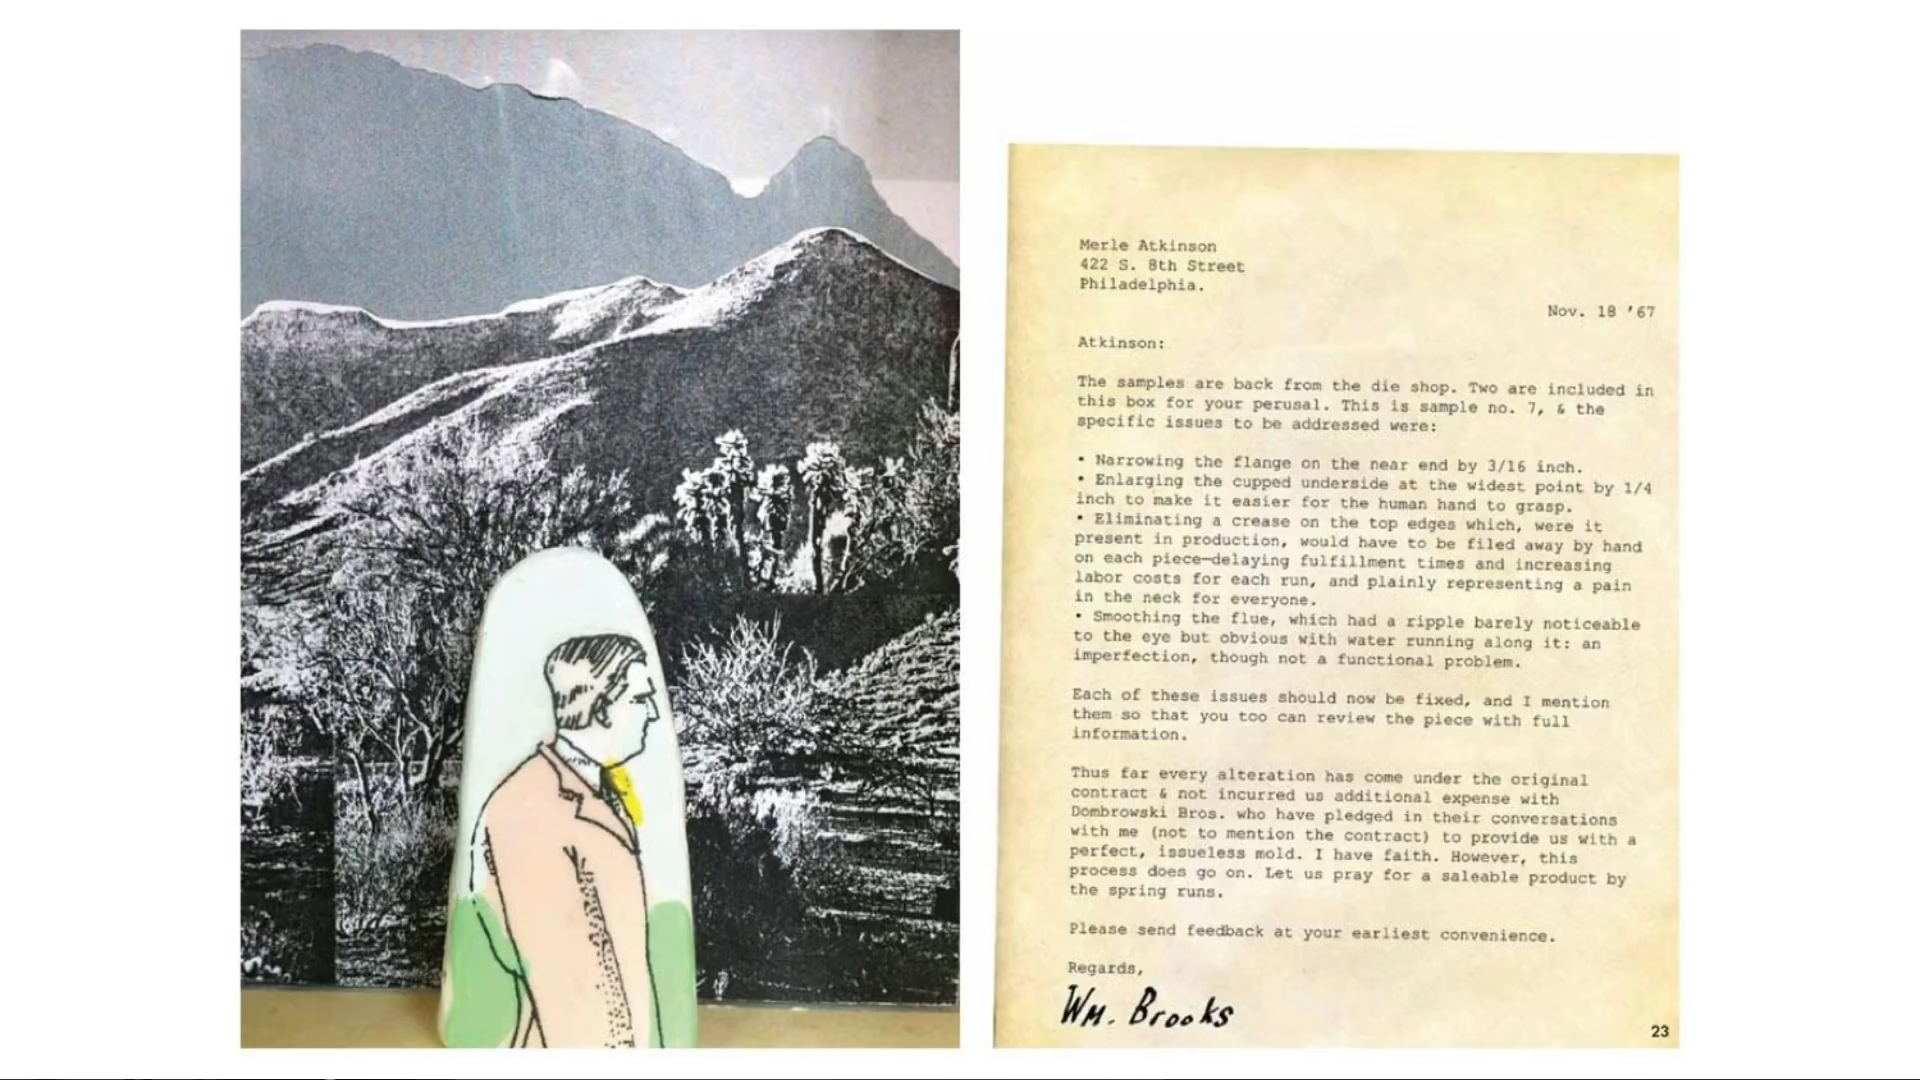 Merle Atkinson
422 S. 8th Street
Philadelphia.
Nov. 18 '67
Atkinson:
The samples are back from the die shop. Two are included in
this box for your perusal. This is sample no. 7, & the
specific issues to be addressed were:
• Narrowing the flange on the near end by 3/16 inch.
• Enlarging the cupped underside at the widest point by 1/4
inch to make it easier for the human hand to grasp.
• Eliminating a crease on the top edges which, were it
present in production, would have to be filed away by hand
on each piece—delaying fulfillment times and increasing
labor costs for each run, and plainly representing a pain
in the neck for everyone.
• Smoothing the flue, which had a ripple barely noticeable
to the eye but obvious with water running along it: an
imperfection, though not a functional problem.
Each of these issues should now be fixed, and I mention
them so that you too can review the piece with full
information.
Thus far every alteration has come under the original
contract & not incurred us additional expense with
Dombrowski Bros. who have pledged in their conversations
with me (not to mention the contract) to provide us with a
perfect, issueless mold. I have faith. However, this
process does go on. Let us pray for a saleable product by
the spring runs.
Please send feedback at your earliest convenience.
Regards,
Wm. Brooks
23